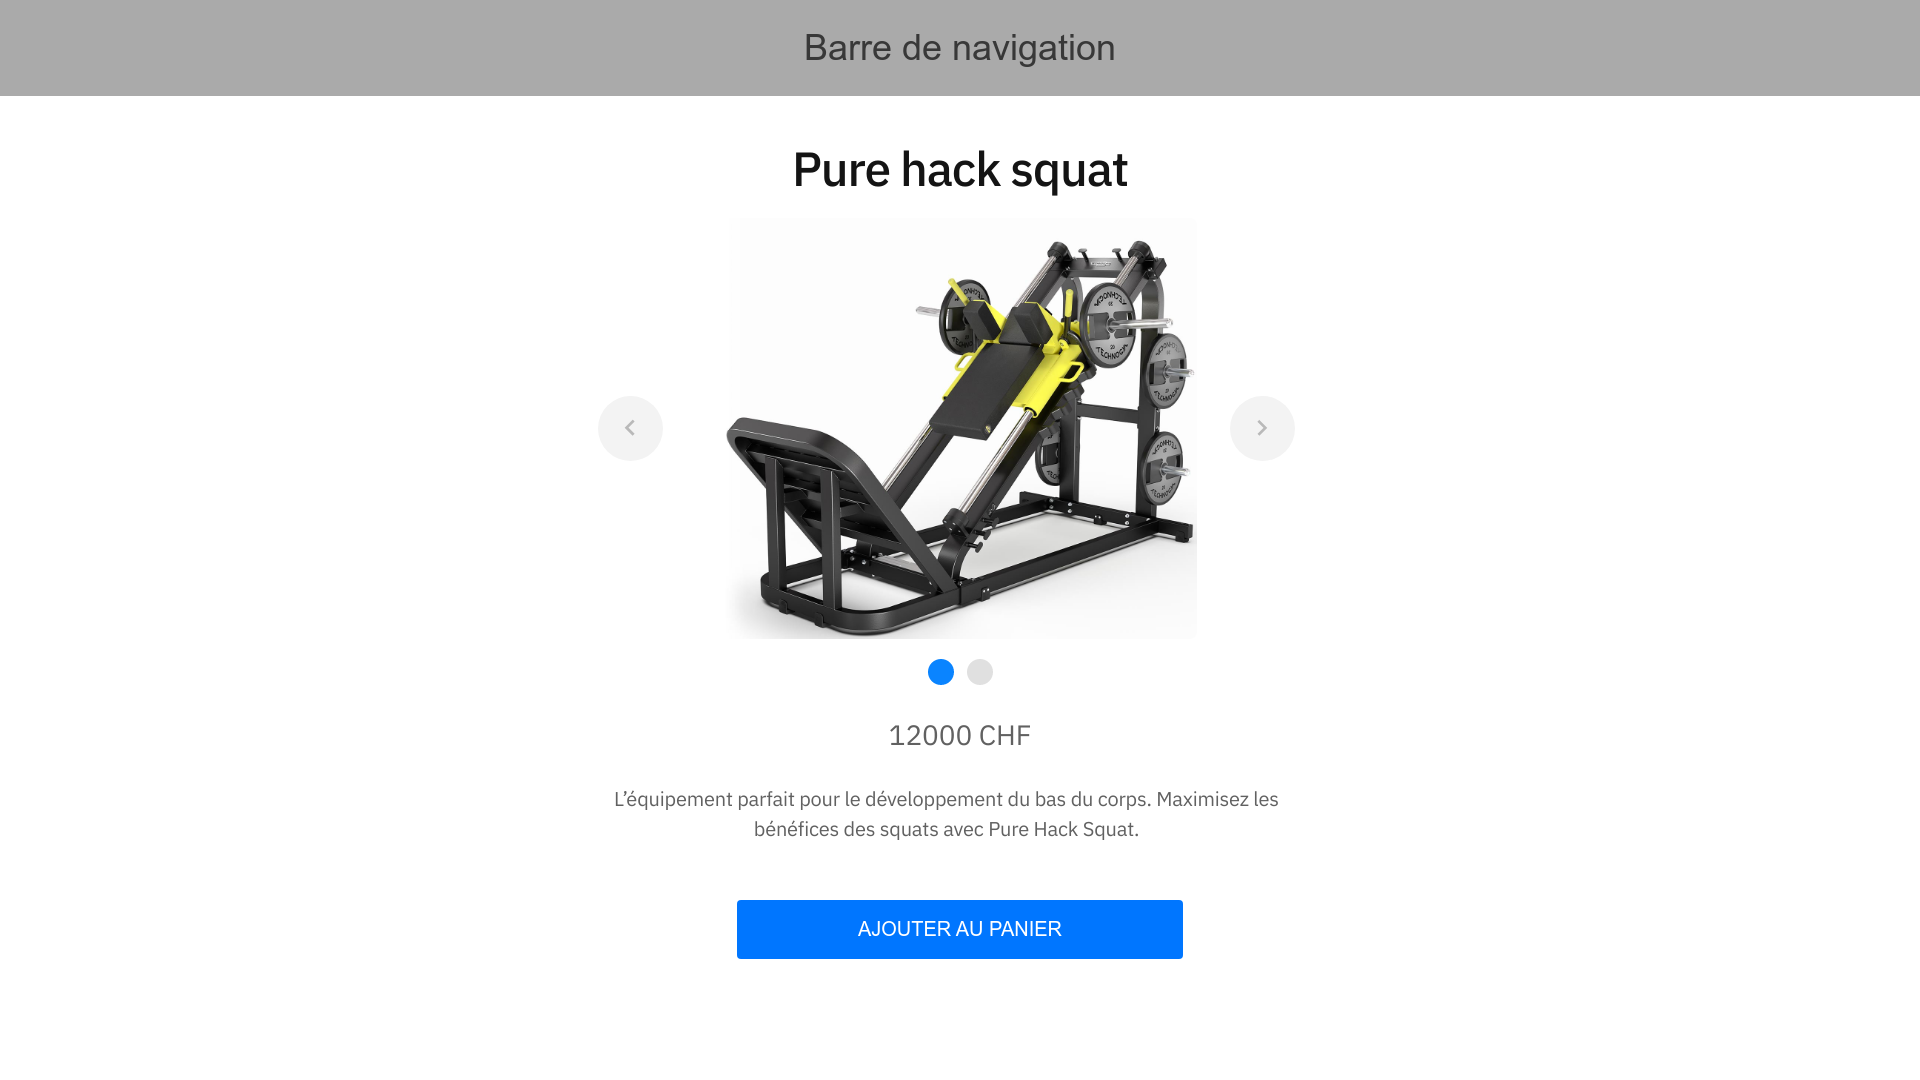 Barre de navigation
Pure hack squat
12000 CHF
L’équipement parfait pour le développement du bas du corps. Maximisez les
bénéfices des squats avec Pure Hack Squat.
AJOUTER AU PANIER